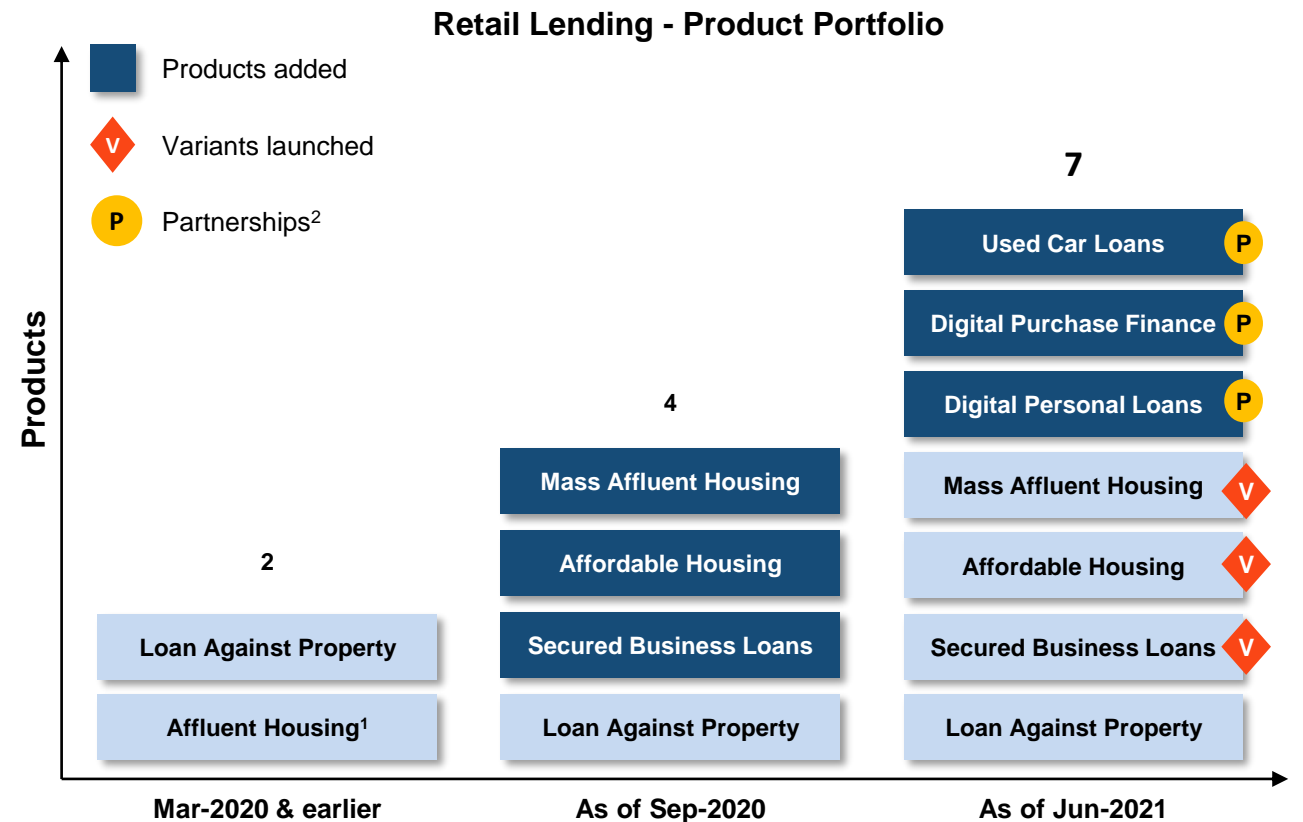 Retail Lending - Product Portfolio
Products added
V
Variants launched
P
Partnerships²
Products
2
Loan Against Property
Affluent Housing¹
Mar-2020 & earlier
4
Mass Affluent Housing
Affordable Housing
Secured Business Loans
Loan Against Property
As of Sep-2020
7
Used Car Loans P
Digital Purchase Finance P
Digital Personal Loans P
Mass Affluent Housing V
Affordable Housing V
Secured Business Loans V
Loan Against Property
As of Jun-2021